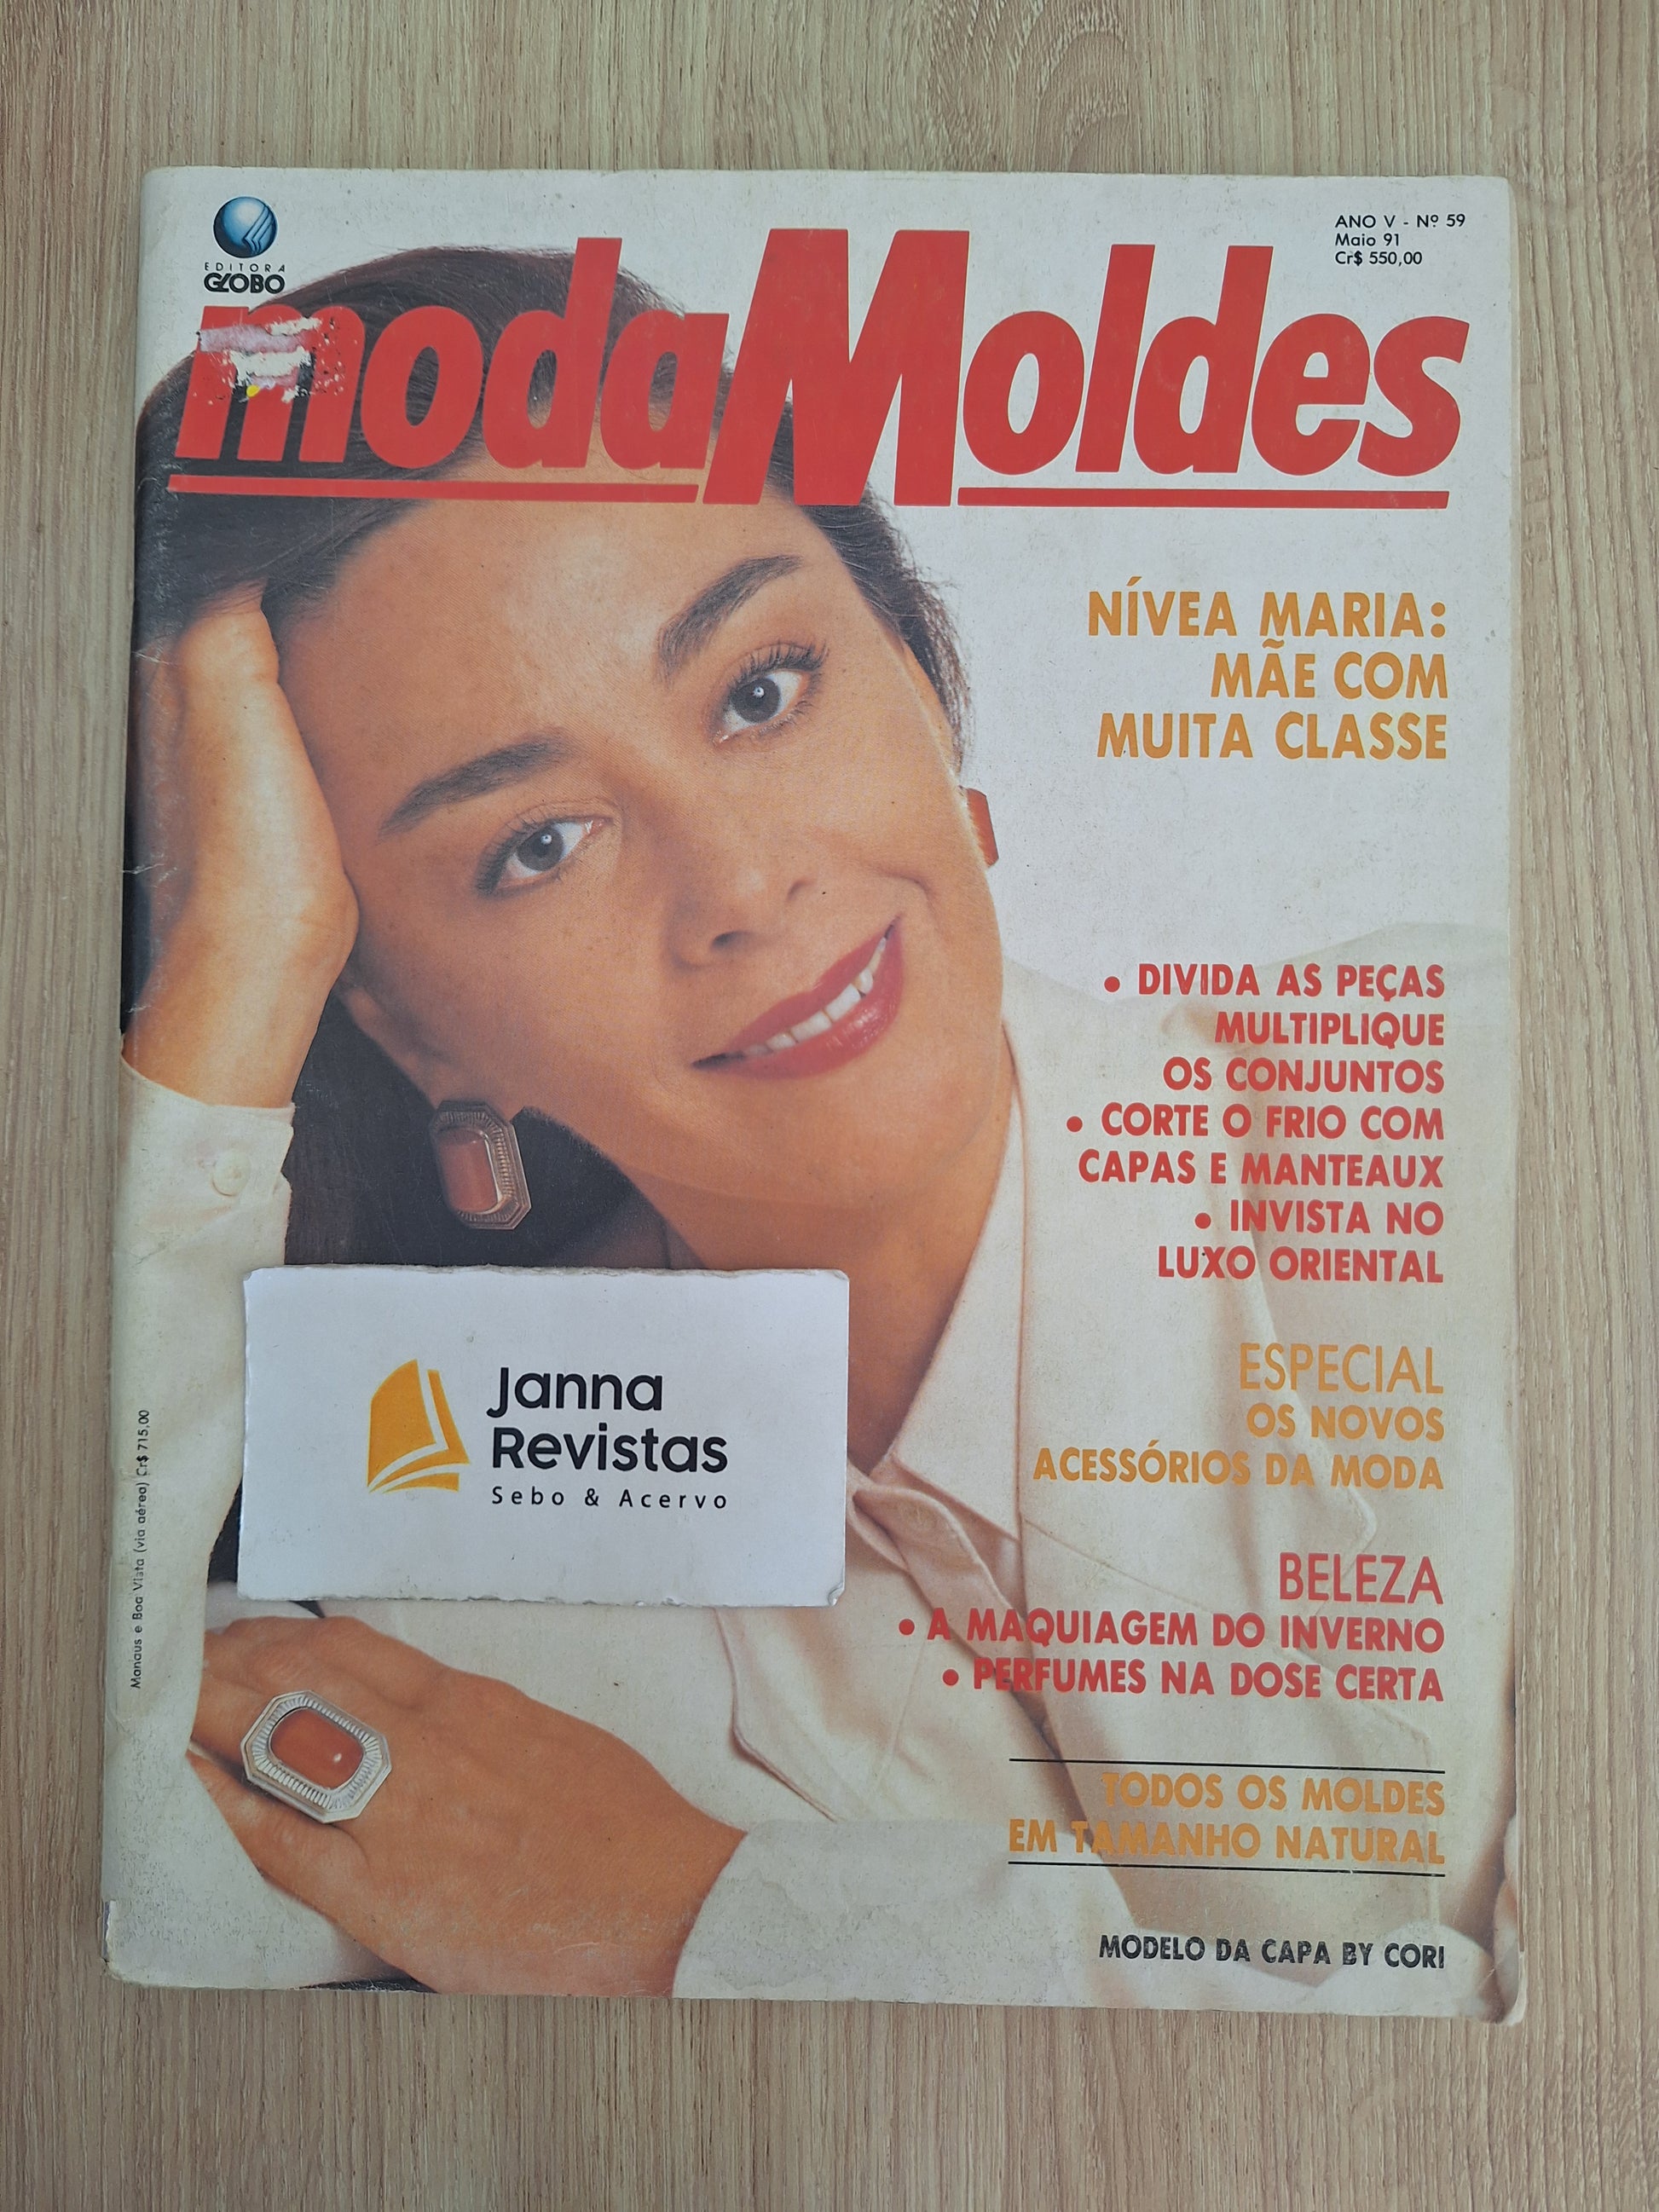 EDITORA
GLOBO
ANO V - Nº 59
Maio 91
Cr$ 550,00
modaMoldes
NÍVEA MARIA:
MÃE COM
MUITA CLASSE
• DIVIDA AS PEÇAS
MULTIPLIQUE
OS CONJUNTOS
• CORTE O FRIO COM
CAPAS E MANTEAUX
• INVISTA NO
LUXO ORIENTAL
ESPECIAL
OS NOVOS
ACESSÓRIOS DA MODA
BELEZA
• A MAQUIAGEM DO INVERNO
• PERFUMES NA DOSE CERTA
TODOS OS MOLDES
EM TAMANHO NATURAL
MODELO DA CAPA BY CORI
Manaus e Boa Vista (via aérea) Cr$ 715,00
Janna
Revistas
Sebo & Acervo